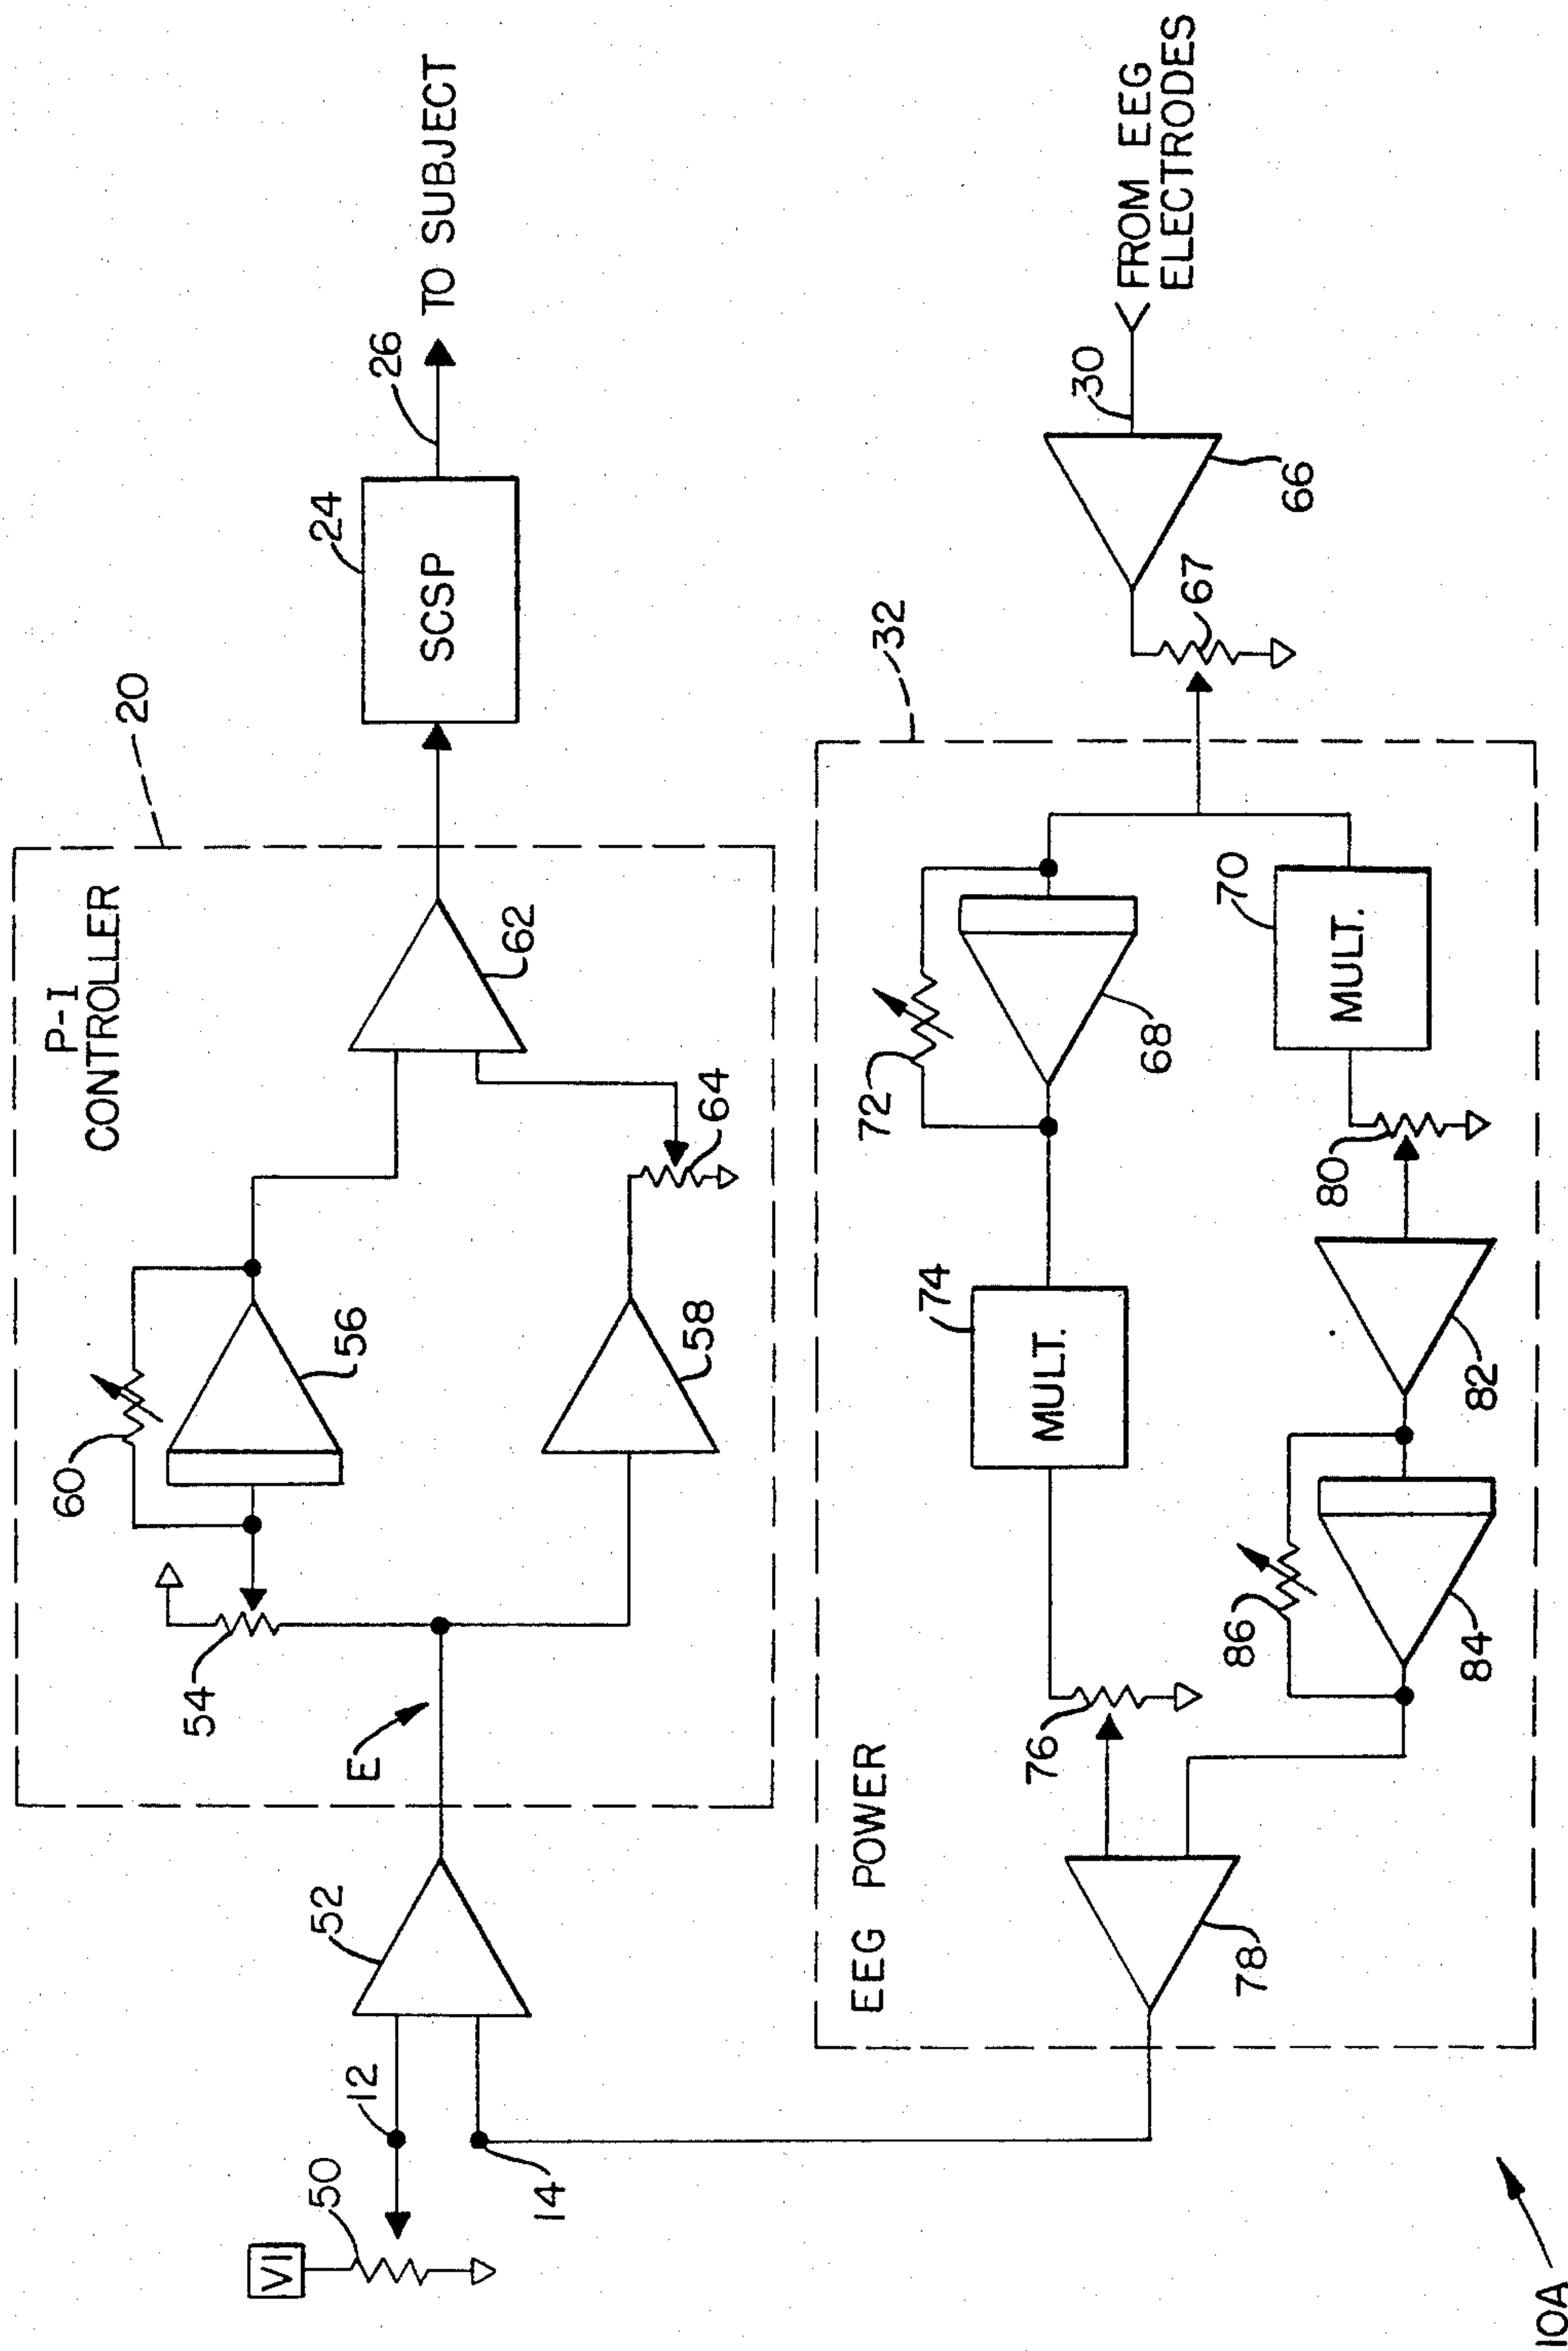 20
P-I
CONTROLLER
60
56
54
E
58
64
62
24
SCSP
26
TO SUBJECT
52
12
50
VI
14
32
EEG POWER
72
68
74
MULT.
70
MULT.
76
78
80
82
86
84
67
66
30
FROM EEG
ELECTRODES
10A